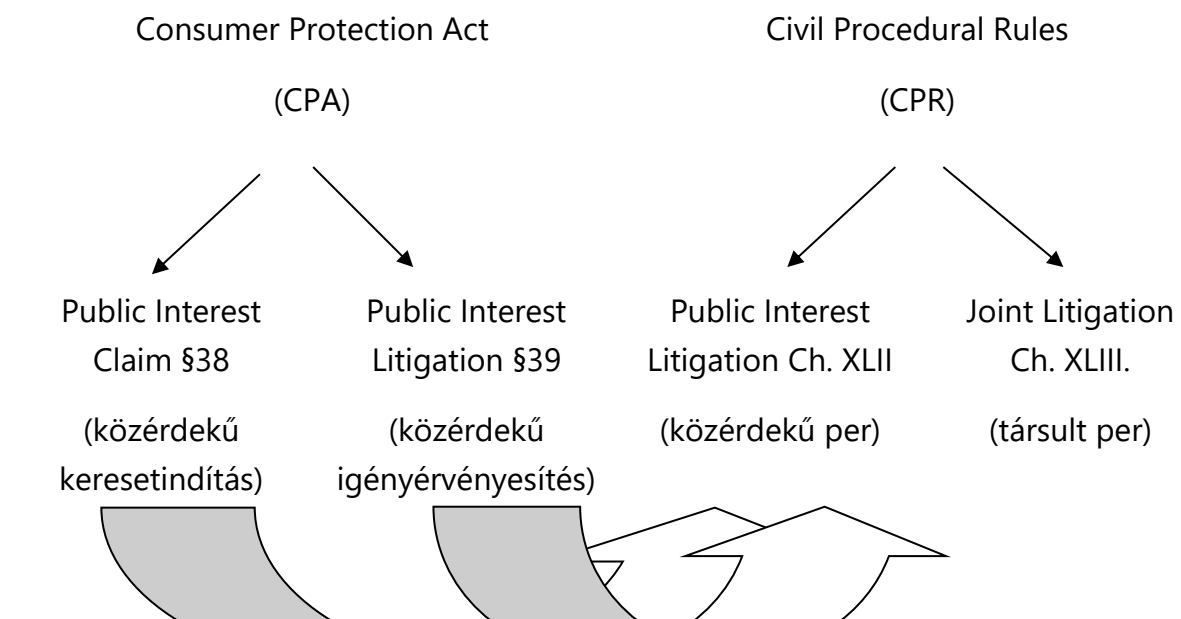 Consumer Protection Act
(CPA)
Civil Procedural Rules
(CPR)
Public Interest
Claim §38
(közérdekű
keresetindítás)
Public Interest
Litigation §39
(közérdekű
igényérvényesítés)
Public Interest
Litigation Ch. XLII
(közérdekű per)
Joint Litigation
Ch. XLIII.
(társult per)